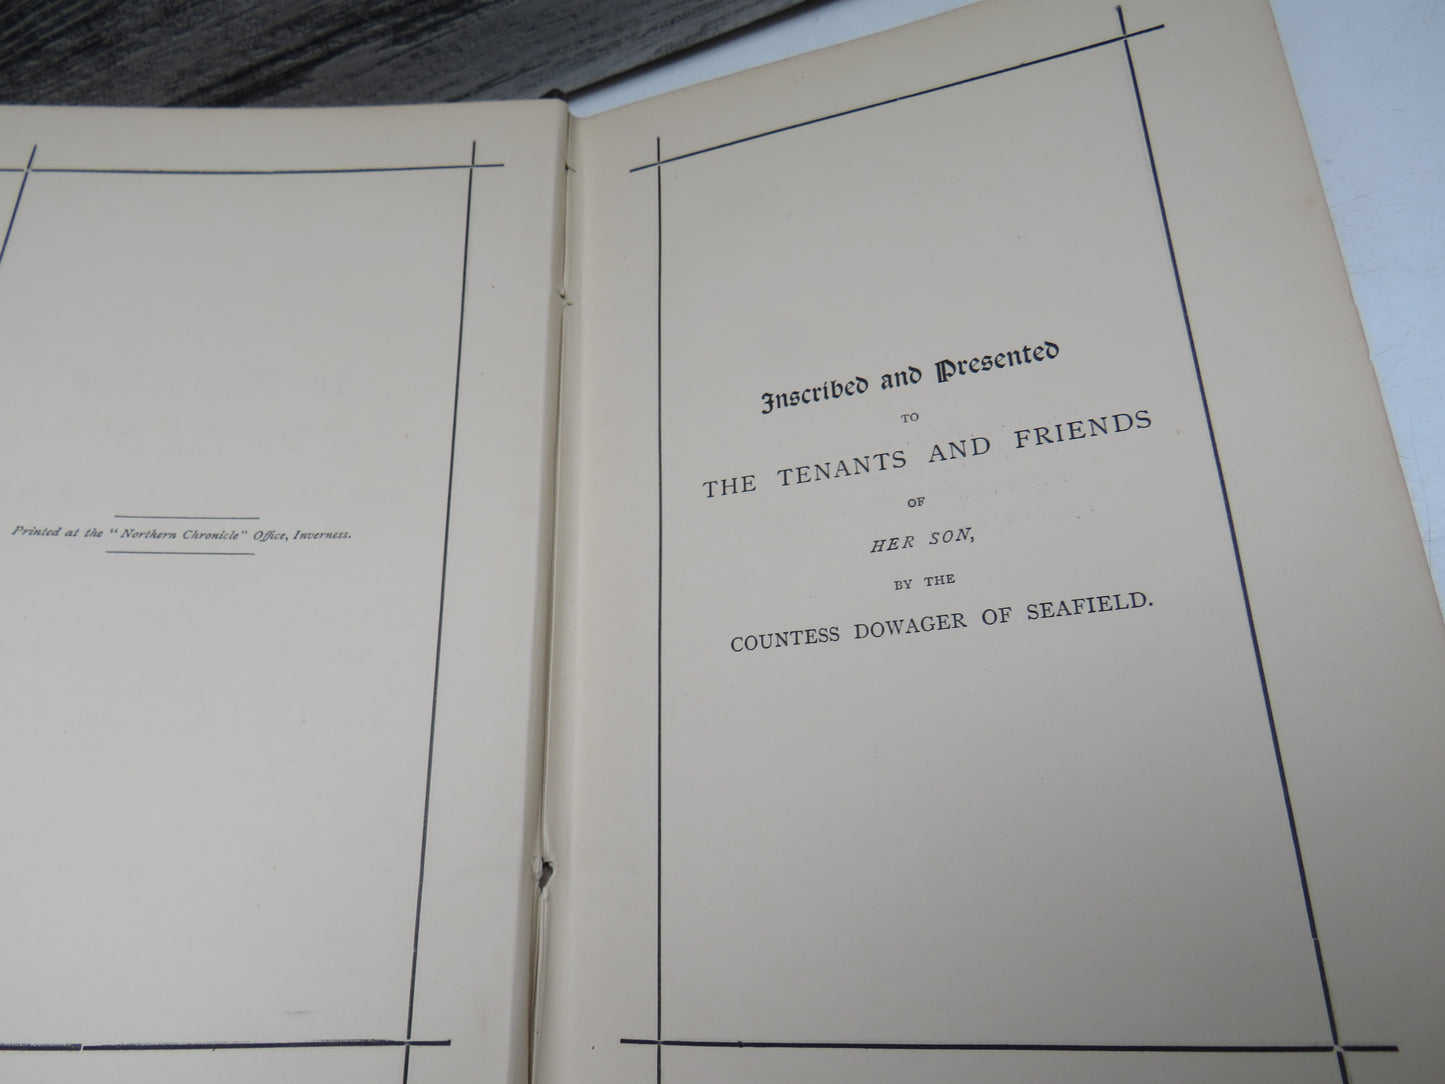 Printed at the "Northern Chronicle" Office, Inverness.
Inscribed and Presented
TO
THE TENANTS AND FRIENDS
OF
HER SON,
BY THE
COUNTESS DOWAGER OF SEAFIELD.